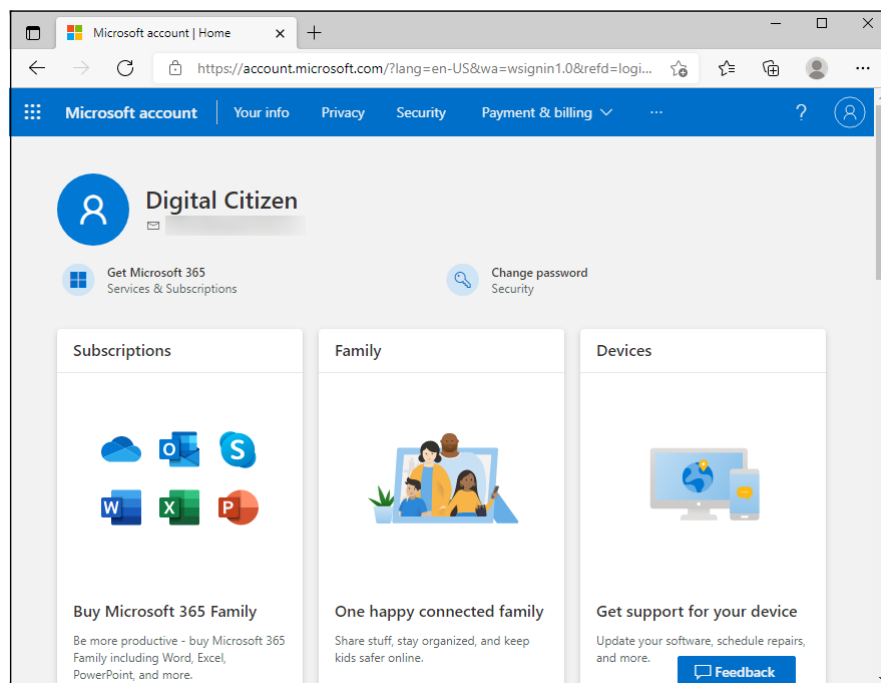 Microsoft account | Home
https://account.microsoft.com/?lang=en-US&wa=wsignin1.0&refd=logi...
Microsoft account
Your info
Privacy
Security
Payment & billing
...
?
Digital Citizen
Get Microsoft 365
Services & Subscriptions
Change password
Security
Subscriptions
Family
Devices
O
S
W
X
P
Buy Microsoft 365 Family
Be more productive - buy Microsoft 365
Family including Word, Excel,
PowerPoint, and more.
One happy connected family
Share stuff, stay organized, and keep
kids safer online.
Get support for your device
Update your software, schedule repairs,
and more.
Feedback